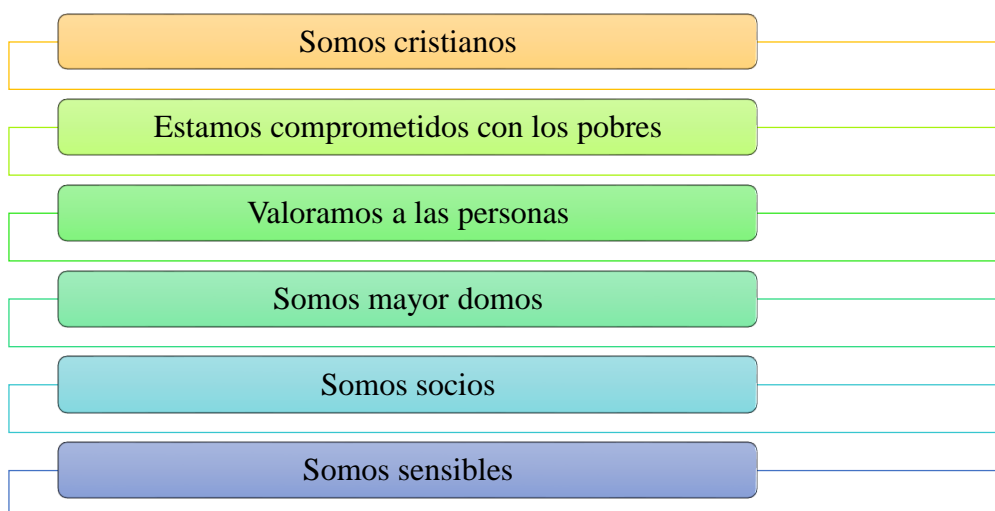 Somos cristianos
Estamos comprometidos con los pobres
Valoramos a las personas
Somos mayor domos
Somos socios
Somos sensibles